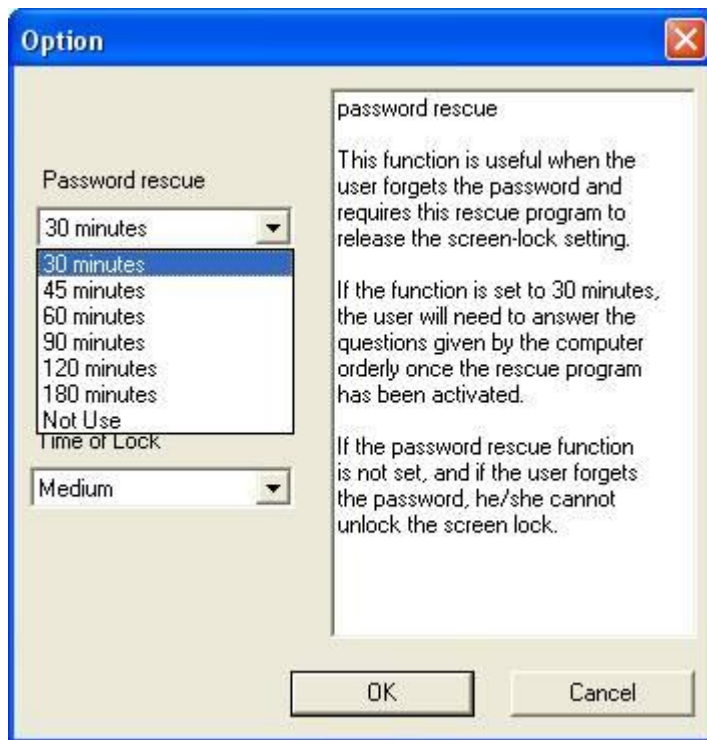 Option
Password rescue
30 minutes
30 minutes
45 minutes
60 minutes
90 minutes
120 minutes
180 minutes
Not Use
Time of Lock
Medium
password rescue
This function is useful when the
user forgets the password and
requires this rescue program to
release the screen-lock setting.
If the function is set to 30 minutes,
the user will need to answer the
questions given by the computer
orderly once the rescue program
has been activated.
If the password rescue function
is not set, and if the user forgets
the password, he/she cannot
unlock the screen lock.
OK
Cancel